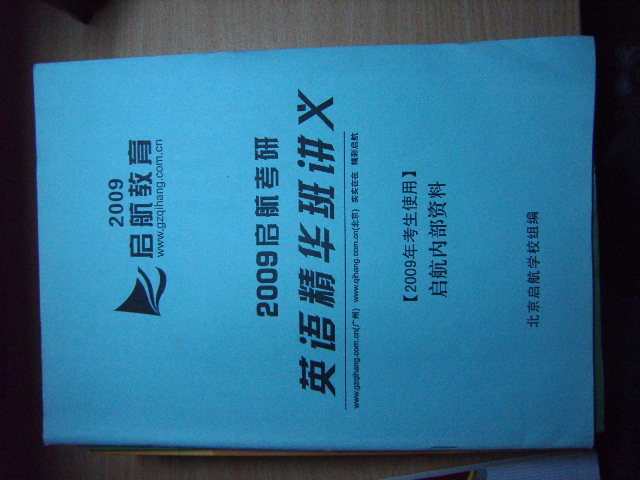 2009
启航教育
www.gzqihang.com.cn
2009启航考研
英语精华班讲义
www.gzqihang.com.cn(广州) www.qihang.com.cn(北京) 实实在在 精彩启航
【2009年考生使用】
启航内部资料
北京启航学校组编